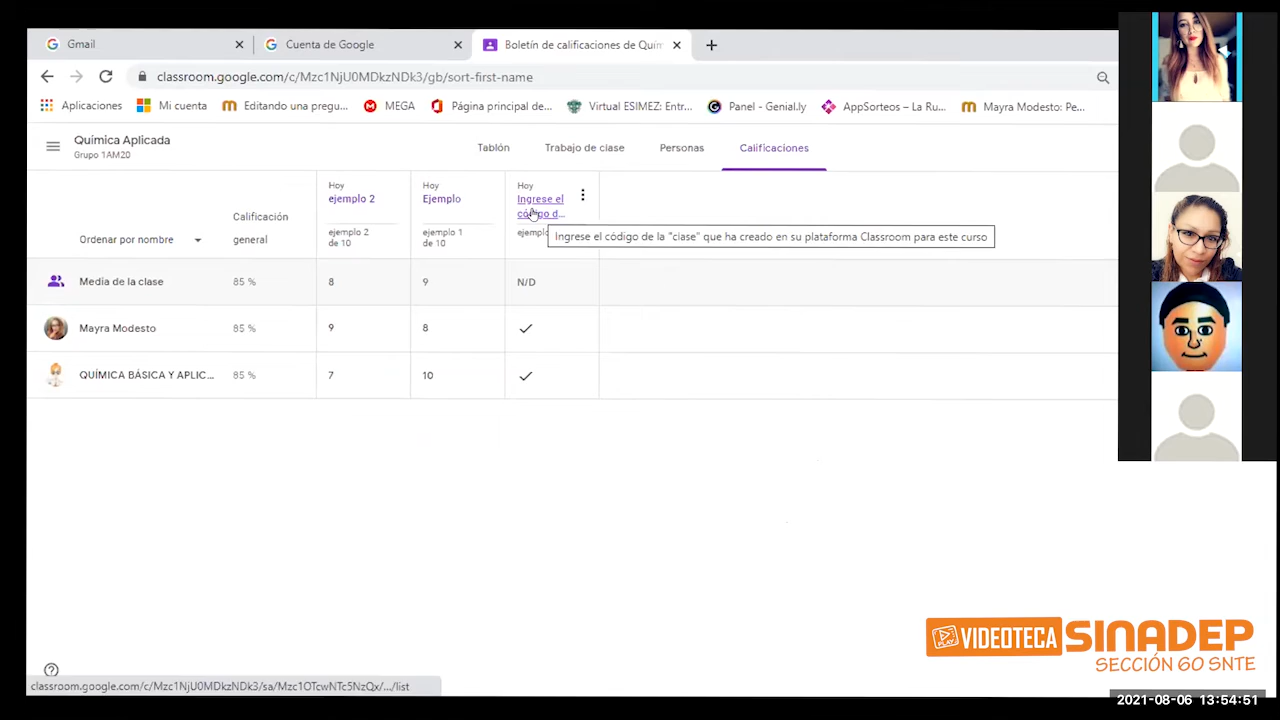 Gmail
Cuenta de Google
Boletín de calificaciones de Quím
classroom.google.com/c/Mzc1NjU0MDkzNDk3/gb/sort-first-name
Aplicaciones
Mi cuenta
Editando una pregu...
MEGA
Página principal de...
Virtual ESIMEZ: Entr...
Panel - Genial.ly
AppSorteos – La Ru...
Mayra Modesto: Pe...
Química Aplicada
Grupo 1AM20
Tablón
Trabajo de clase
Personas
Calificaciones
Ordenar por nombre
Calificación
general
Hoy
ejemplo 2
ejemplo 2
de 10
Hoy
Ejemplo
ejemplo 1
de 10
Hoy
Ingrese el
código d...
ejemplo
Ingrese el código de la "clase" que ha creado en su plataforma Classroom para este curso
Media de la clase 85 % 8 9 N/D
Mayra Modesto 85 % 9 8
QUÍMICA BÁSICA Y APLIC... 85 % 7 10
PLAY
VIDEOTECA SINADEP
SECCIÓN 60 SNTE
classroom.google.com/c/Mzc1NjU0MDkzNDk3/sa/Mzc1OTcwNTc5NzQx/.../list
2021-08-06 13:54:51